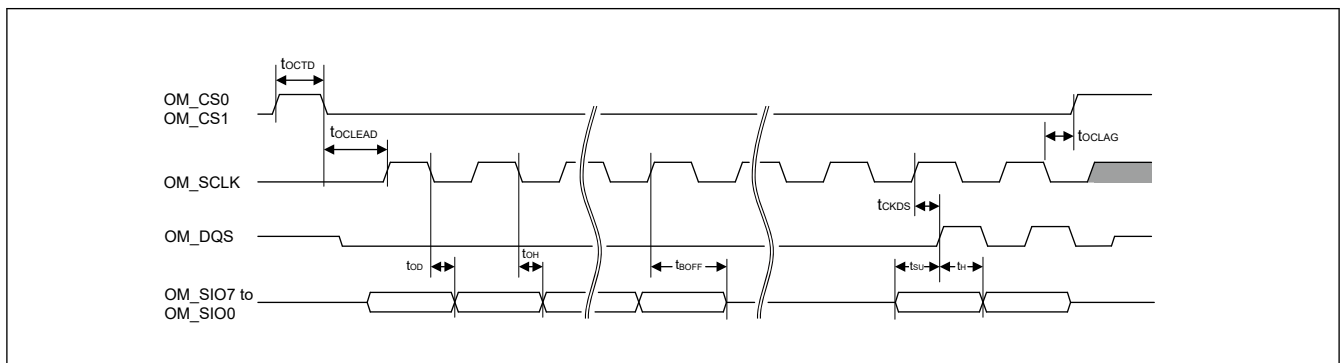 tOCTD
OM_CS0
OM_CS1
tOCLEAD
tOCLAG
OM_SCLK
tCKDS
OM_DQS
tOD
tOH
tBOFF
tSU
tH
OM_SIO7 to
OM_SIO0